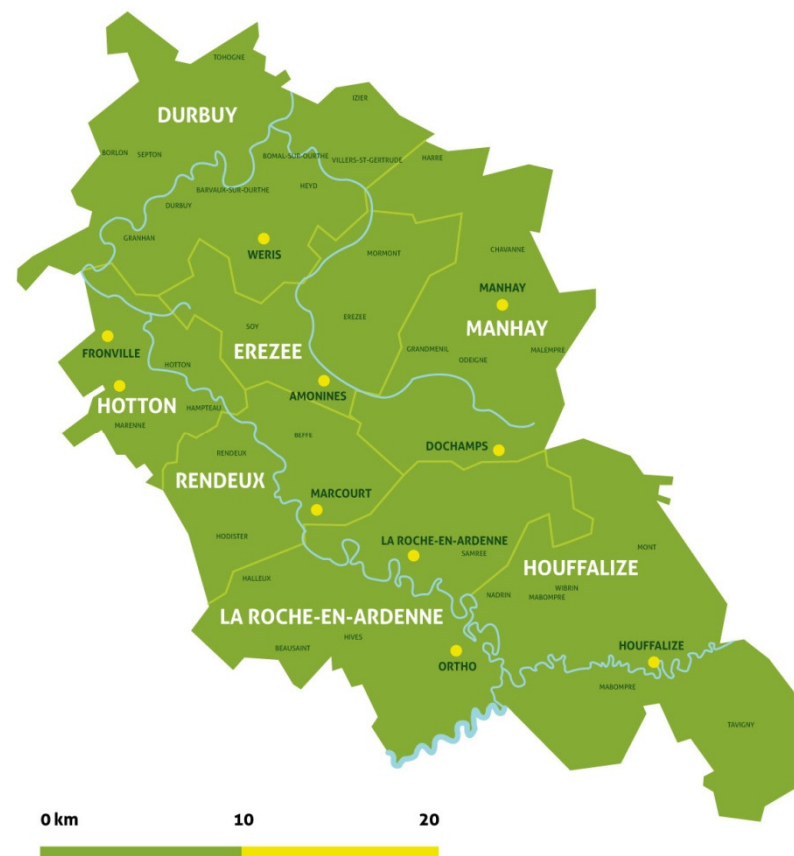 TOHOGNE
IZIER
DURBUY
BORLON
SEPTON
BOMAL-SUR-OURTHE
VILLERS-ST-GERTRUDE
HARRE
BARVAUX-SUR-OURTHE
HEYD
DURBUY
GRANHAN
WERIS
MORMONT
CHAVANNE
MANHAY
EREZEE
SOY
MANHAY
FRONVILLE
EREZEE
GRANDMENIL
ODEIGNE
MALEMPRE
HOTTON
AMONINES
HOTTON
HAMPTEAU
MARENNE
BEFFE
DOCHAMPS
RENDEUX
RENDEUX
MARCOURT
HODISTER
LA ROCHE-EN-ARDENNE
SAMREE
MONT
HOUFFALIZE
HALLEUX
NADRIN
WIBRIN
MABOMPRE
LA ROCHE-EN-ARDENNE
HIVES
BEAUSAINT
ORTHO
HOUFFALIZE
MABOMPRE
TAVIGNY
0 km 10 20